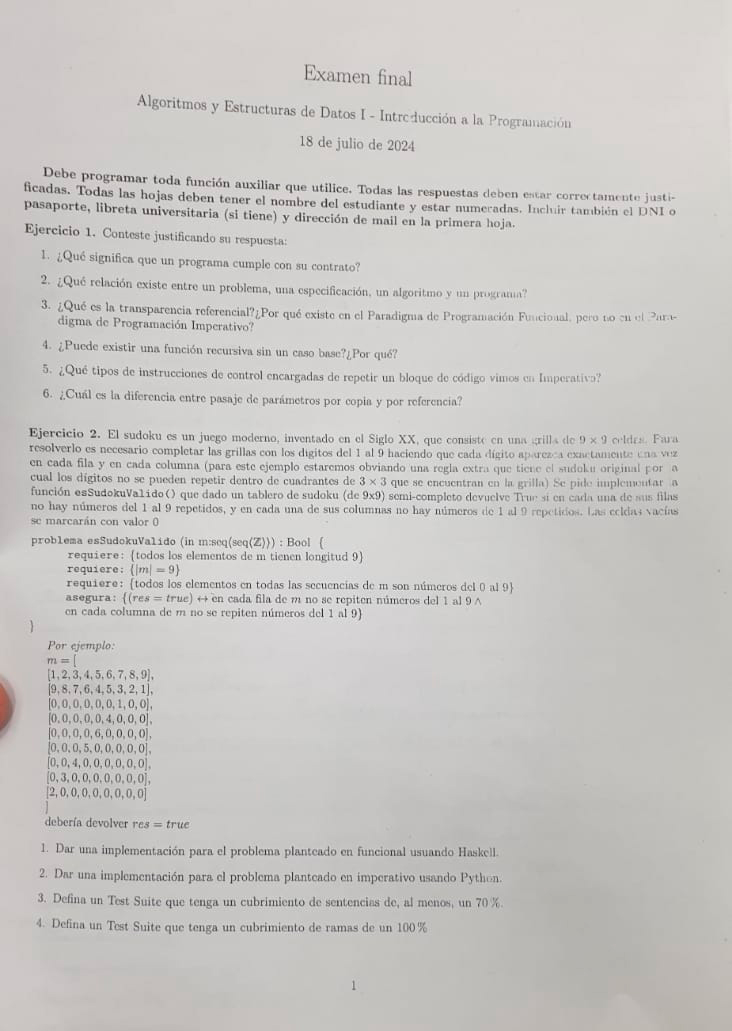 Examen final
Algoritmos y Estructuras de Datos I - Introducción a la Programación
18 de julio de 2024
Debe programar toda función auxiliar que utilice. Todas las respuestas deben estar correctamente justi-
ficadas. Todas las hojas deben tener el nombre del estudiante y estar numeradas. Incluir también el DNI o
pasaporte, libreta universitaria (si tiene) y dirección de mail en la primera hoja.
Ejercicio 1. Conteste justificando su respuesta:
1. ¿Qué significa que un programa cumple con su contrato?
2. ¿Qué relación existe entre un problema, una especificación, un algoritmo y un programa?
3. ¿Qué es la transparencia referencial?¿Por qué existe en el Paradigma de Programación Funcional, pero no en el Para-
digma de Programación Imperativo?
4. ¿Puede existir una función recursiva sin un caso base?¿Por qué?
5. ¿Qué tipos de instrucciones de control encargadas de repetir un bloque de código vimos en Imperativo?
6. ¿Cuál es la diferencia entre pasaje de parámetros por copia y por referencia?
Ejercicio 2. El sudoku es un juego moderno, inventado en el Siglo XX, que consiste en una grilla de 9 × 9 celdas. Para
resolverlo es necesario completar las grillas con los dígitos del 1 al 9 haciendo que cada dígito aparezca exactamente una vez
en cada fila y en cada columna (para este ejemplo estaremos obviando una regla extra que tiene el sudoku original por la
cual los dígitos no se pueden repetir dentro de cuadrantes de 3 × 3 que se encuentran en la grilla) Se pide implementar la
función esSudokuValido() que dado un tablero de sudoku (de 9x9) semi-completo devuelve True si en cada una de sus filas
no hay números del 1 al 9 repetidos, y en cada una de sus columnas no hay números de 1 al 9 repetidos. Las celdas vacías
se marcarán con valor 0
problema esSudokuValido (in m:seq⟨seq⟨ℤ⟩⟩) : Bool {
requiere: {todos los elementos de m tienen longitud 9}
requiere: {|m| = 9}
requiere: {todos los elementos en todas las secuencias de m son números del 0 al 9}
asegura: {(res = true) ↔ en cada fila de m no se repiten números del 1 al 9 ∧
en cada columna de m no se repiten números del 1 al 9}
}
Por ejemplo:
m = [
[1, 2, 3, 4, 5, 6, 7, 8, 9],
[9, 8, 7, 6, 4, 5, 3, 2, 1],
[0, 0, 0, 0, 0, 0, 1, 0, 0],
[0, 0, 0, 0, 0, 4, 0, 0, 0],
[0, 0, 0, 0, 6, 0, 0, 0, 0],
[0, 0, 0, 5, 0, 0, 0, 0, 0],
[0, 0, 4, 0, 0, 0, 0, 0, 0],
[0, 3, 0, 0, 0, 0, 0, 0, 0],
[2, 0, 0, 0, 0, 0, 0, 0, 0]
]
debería devolver res = true
1. Dar una implementación para el problema planteado en funcional usuando Haskell.
2. Dar una implementación para el problema planteado en imperativo usando Python.
3. Defina un Test Suite que tenga un cubrimiento de sentencias de, al menos, un 70 %.
4. Defina un Test Suite que tenga un cubrimiento de ramas de un 100 %
1